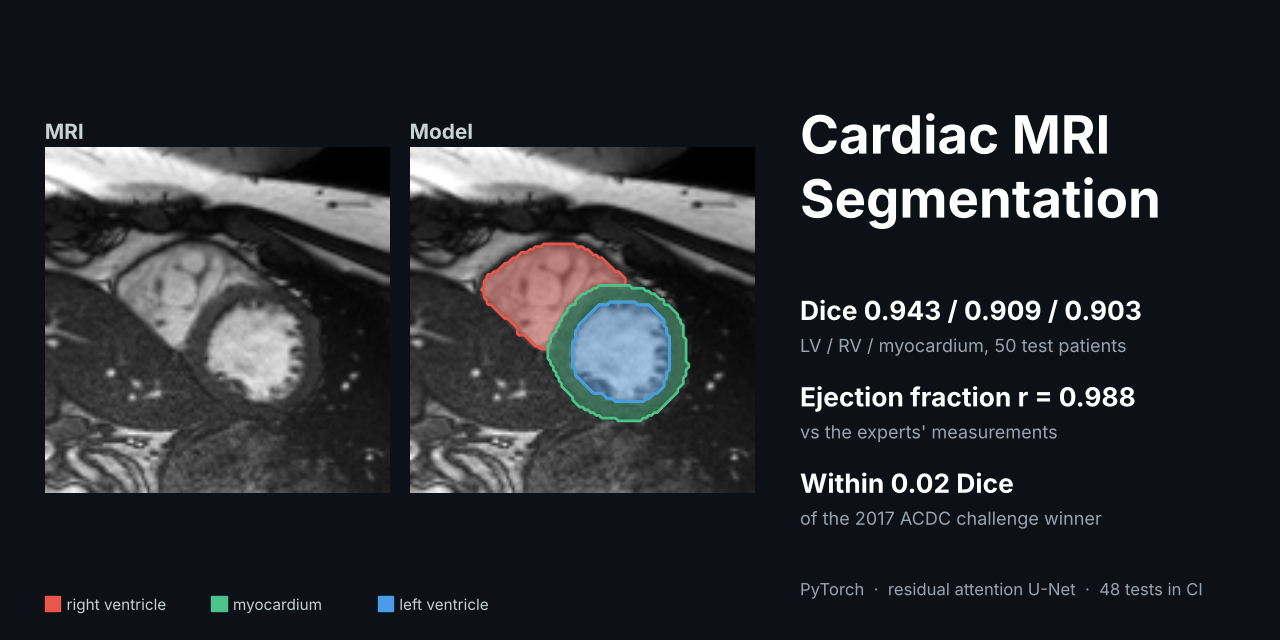 MRI
Model
Cardiac MRI
Segmentation
Dice 0.943 / 0.909 / 0.903
LV / RV / myocardium, 50 test patients
Ejection fraction r = 0.988
vs the experts' measurements
Within 0.02 Dice
of the 2017 ACDC challenge winner
PyTorch · residual attention U-Net · 48 tests in CI
right ventricle
myocardium
left ventricle